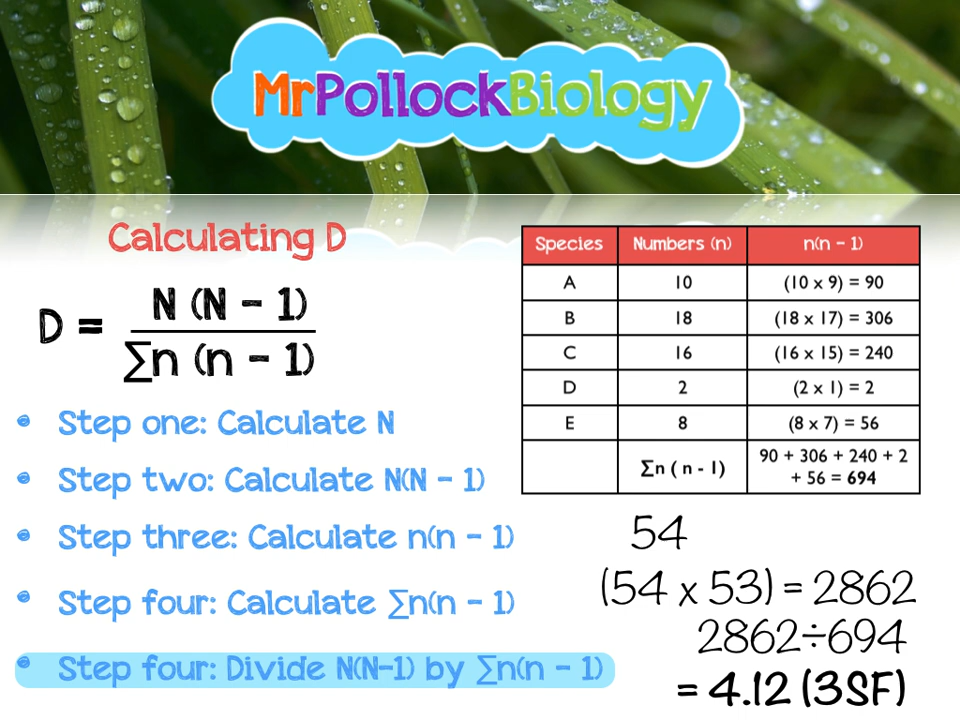 MrPollockBiology
Calculating D
D = N (N - 1)
∑n (n - 1)
• Step one: Calculate N
• Step two: Calculate N(N - 1)
• Step three: Calculate n(n - 1)
• Step four: Calculate ∑n(n - 1)
• Step four: Divide N(N-1) by ∑n(n - 1)
Species Numbers (n) n(n - 1)
A 10 (10 x 9) = 90
B 18 (18 x 17) = 306
C 16 (16 x 15) = 240
D 2 (2 x 1) = 2
E 8 (8 x 7) = 56
∑n ( n - 1) 90 + 306 + 240 + 2
+ 56 = 694
54
(54 x 53) = 2862
2862÷694
= 4.12 (3SF)